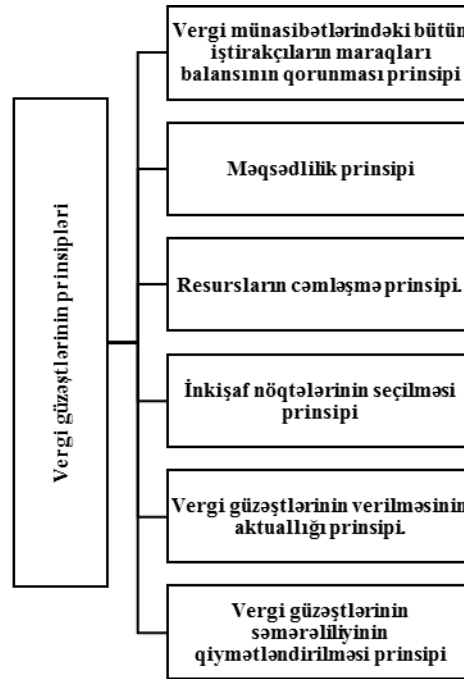 Vergi güzəştlərinin prinsipləri
Vergi münasibətlərindəki bütün
iştirakçıların maraqları
balansının qorunması prinsipi
Məqsədlilik prinsipi
Resursların cəmləşmə prinsipi.
İnkişaf nöqtələrinin seçilməsi
prinsipi
Vergi güzəştlərinin verilməsinin
aktuallığı prinsipi.
Vergi güzəştlərinin
səmərəliliyinin
qiymətləndirilməsi prinsipi